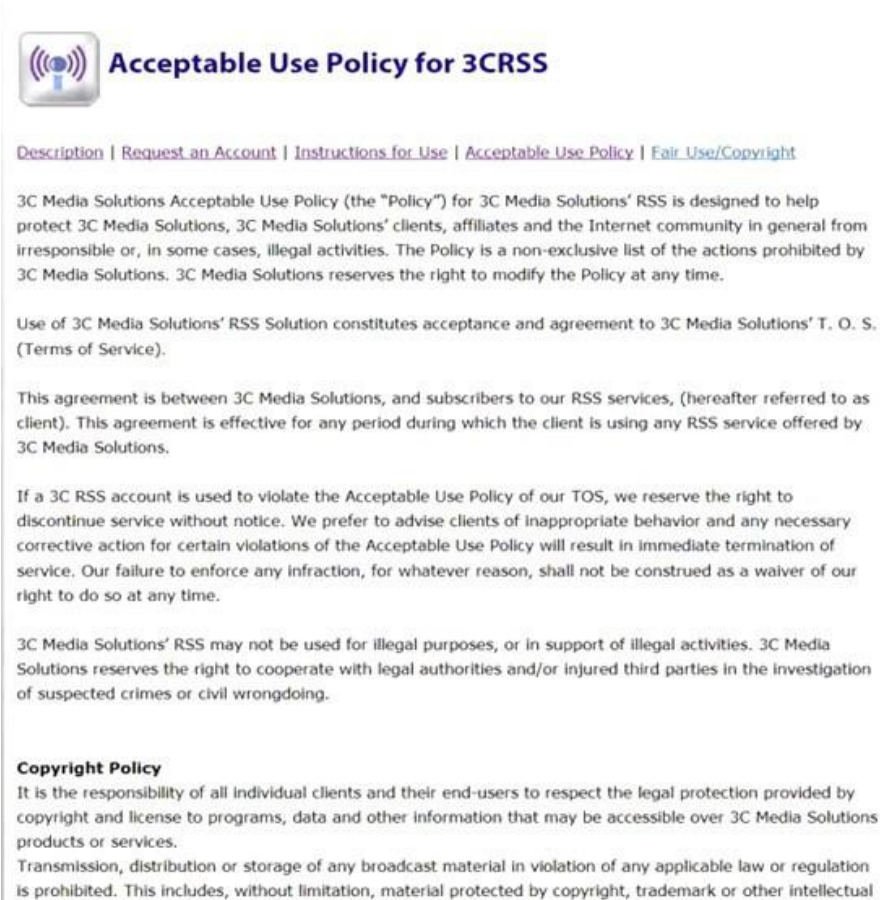 Acceptable Use Policy for 3CRSS
Description | Request an Account | Instructions for Use | Acceptable Use Policy | Fair Use/Copyright
3C Media Solutions Acceptable Use Policy (the "Policy") for 3C Media Solutions' RSS is designed to help
protect 3C Media Solutions, 3C Media Solutions' clients, affiliates and the Internet community in general from
irresponsible or, in some cases, illegal activities. The Policy is a non-exclusive list of the actions prohibited by
3C Media Solutions. 3C Media Solutions reserves the right to modify the Policy at any time.
Use of 3C Media Solutions' RSS Solution constitutes acceptance and agreement to 3C Media Solutions' T. O. S.
(Terms of Service).
This agreement is between 3C Media Solutions, and subscribers to our RSS services, (hereafter referred to as
client). This agreement is effective for any period during which the client is using any RSS service offered by
3C Media Solutions.
If a 3C RSS account is used to violate the Acceptable Use Policy of our TOS, we reserve the right to
discontinue service without notice. We prefer to advise clients of inappropriate behavior and any necessary
corrective action for certain violations of the Acceptable Use Policy will result in immediate termination of
service. Our failure to enforce any infraction, for whatever reason, shall not be construed as a waiver of our
right to do so at any time.
3C Media Solutions' RSS may not be used for illegal purposes, or in support of illegal activities. 3C Media
Solutions reserves the right to cooperate with legal authorities and/or injured third parties in the investigation
of suspected crimes or civil wrongdoing.
Copyright Policy
It is the responsibility of all individual clients and their end-users to respect the legal protection provided by
copyright and license to programs, data and other information that may be accessible over 3C Media Solutions
products or services.
Transmission, distribution or storage of any broadcast material in violation of any applicable law or regulation
is prohibited. This includes, without limitation, material protected by copyright, trademark or other intellectual